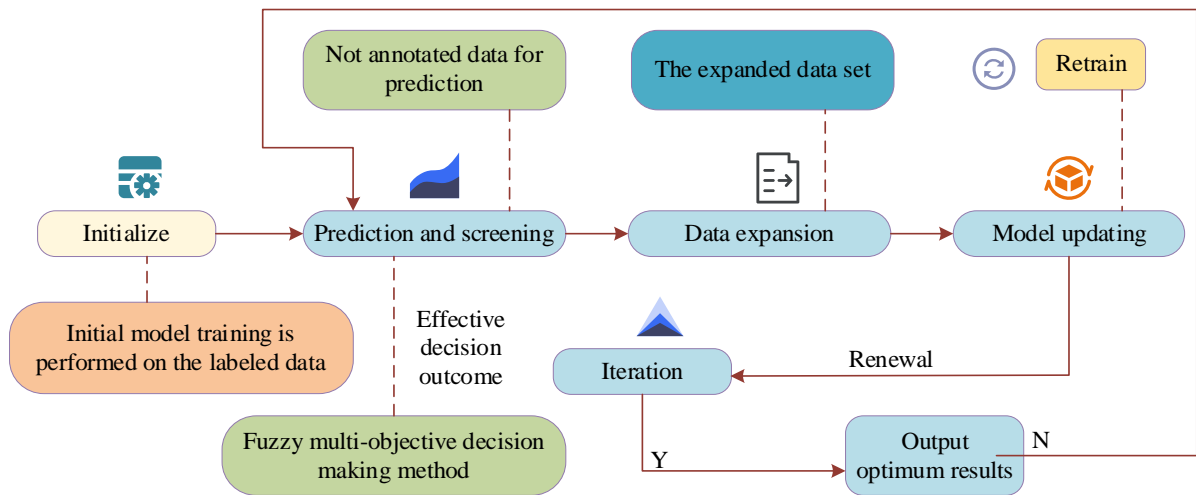 Not annotated data for
prediction
The expanded data set
Retrain
Initialize
Prediction and screening
Data expansion
Model updating
Initial model training is
performed on the labeled data
Effective
decision
outcome
Iteration
Renewal
Fuzzy multi-objective decision
making method
Y
Output
optimum results
N